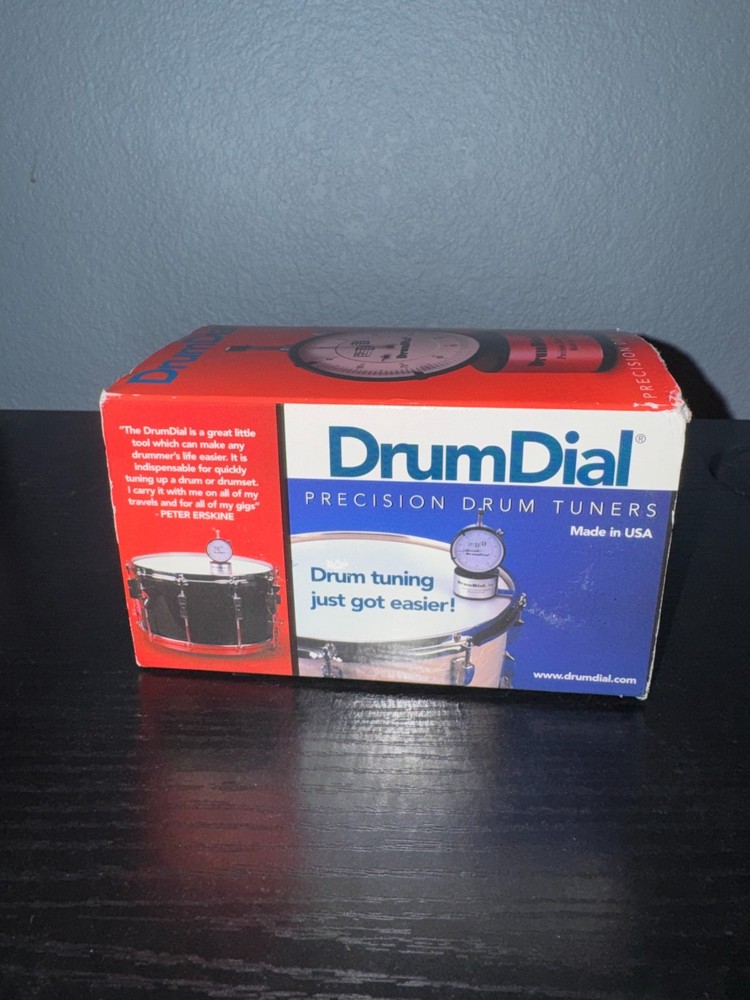 DrumDial
DrumDial
PRECISION
"The DrumDial is a great little
tool which can make any
drummer's life easier. It is
indispensable for quickly
tuning up a drum or drumset.
I carry it with me on all of my
travels and for all of my gigs"
- PETER ERSKINE
DrumDial®
PRECISION DRUM TUNERS
Made in USA
DrumDial
Drum tuning
just got easier!
www.drumdial.com